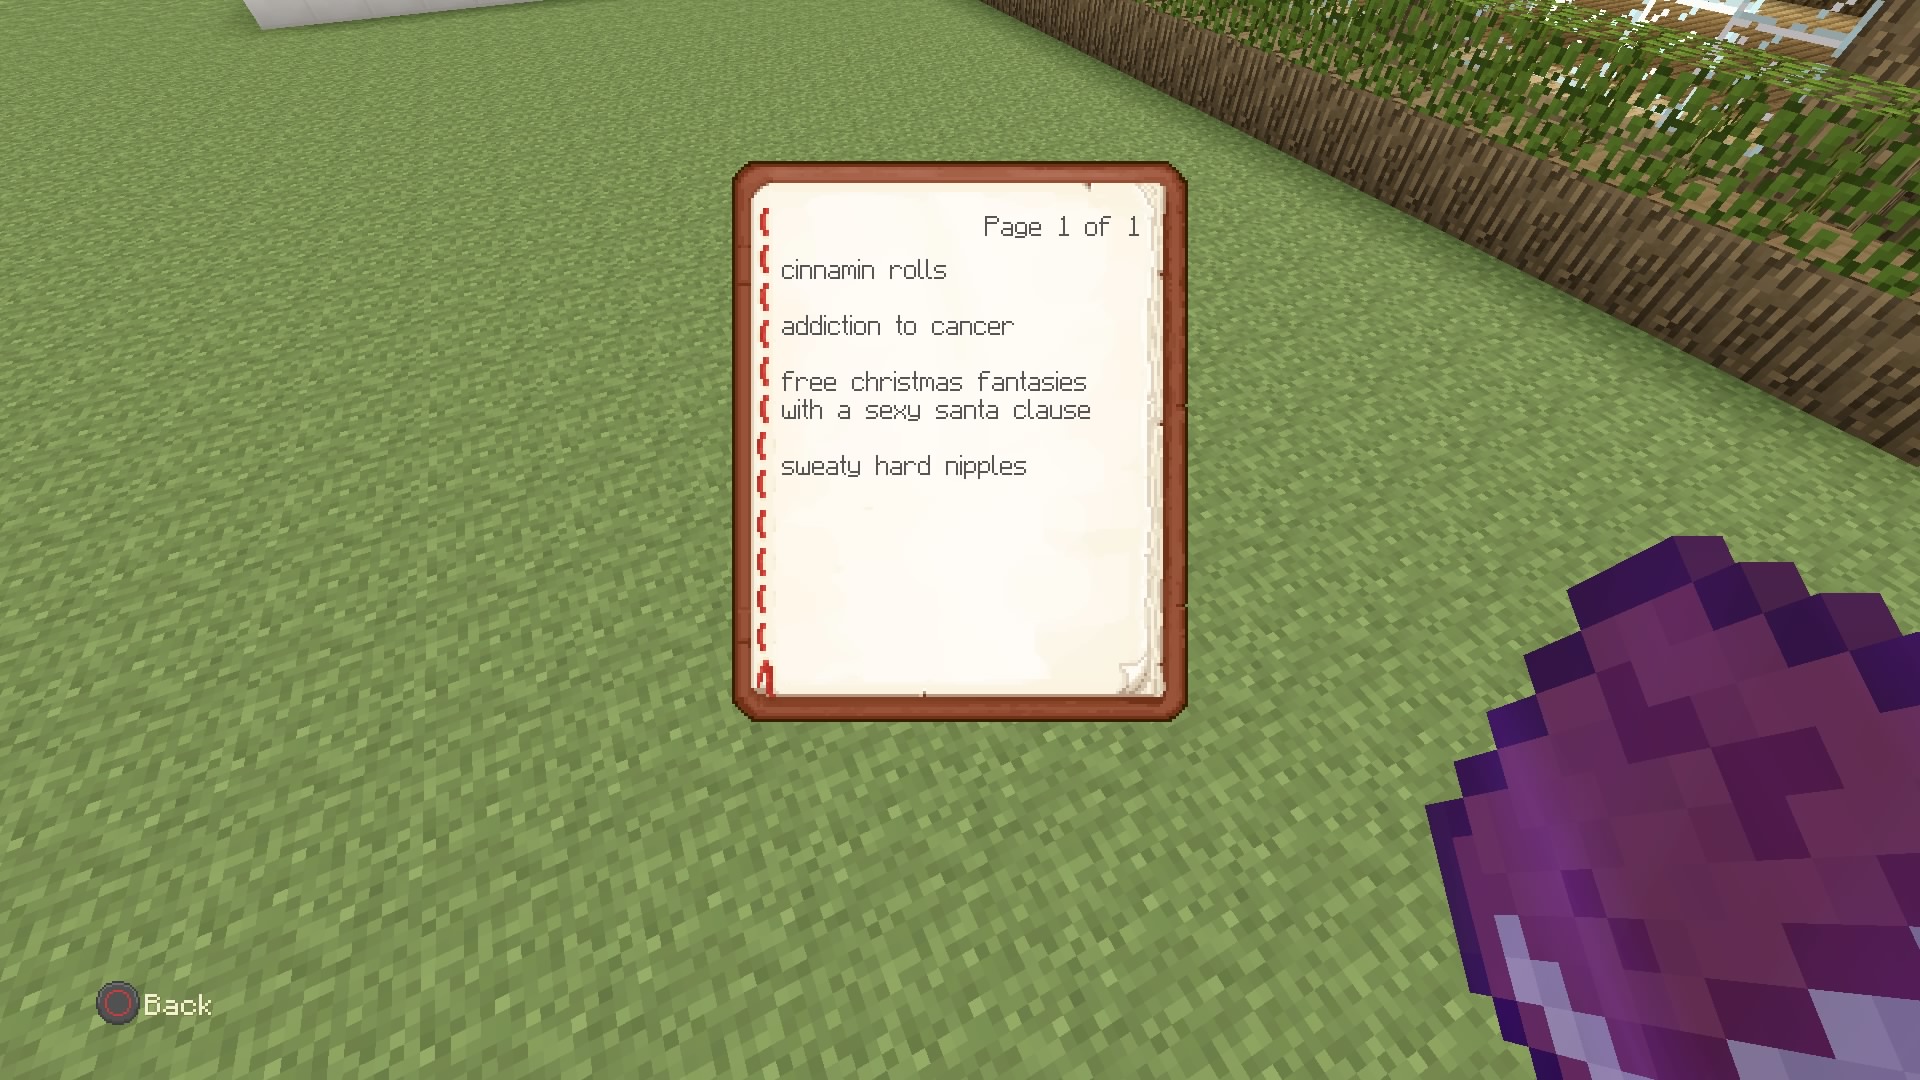 Page 1 of 1
cinnamin rolls
addiction to cancer
free christmas fantasies
with a sexy santa clause
sweaty hard nipples
Back